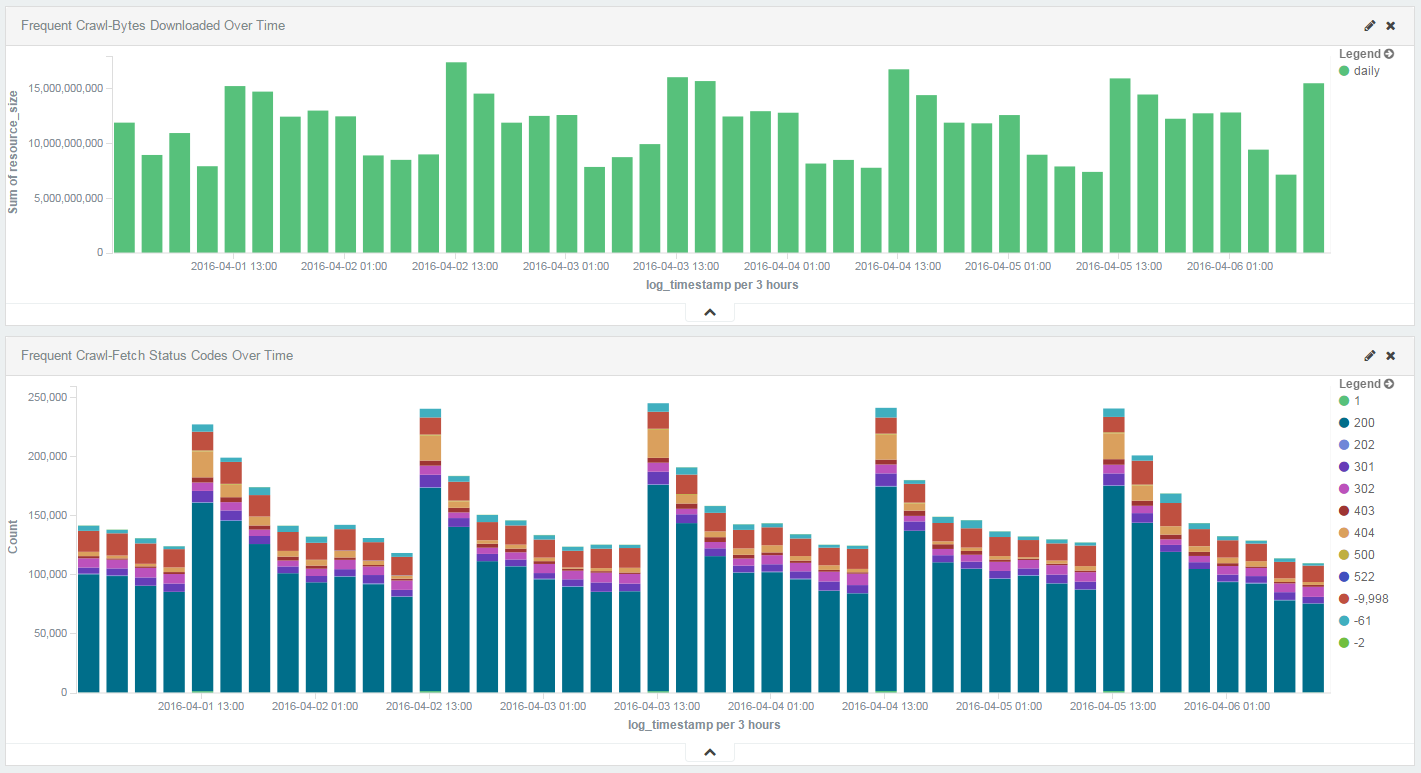 Frequent Crawl-Bytes Downloaded Over Time
Legend
daily
Sum of resource_size
15,000,000,000
10,000,000,000
5,000,000,000
0
2016-04-01 13:00 2016-04-02 01:00 2016-04-02 13:00 2016-04-03 01:00 2016-04-03 13:00 2016-04-04 01:00 2016-04-04 13:00 2016-04-05 01:00 2016-04-05 13:00 2016-04-06 01:00
log_timestamp per 3 hours
Frequent Crawl-Fetch Status Codes Over Time
Legend
1
200
202
301
302
403
404
500
522
-9,998
-61
-2
Count
250,000
200,000
150,000
100,000
50,000
0
2016-04-01 13:00 2016-04-02 01:00 2016-04-02 13:00 2016-04-03 01:00 2016-04-03 13:00 2016-04-04 01:00 2016-04-04 13:00 2016-04-05 01:00 2016-04-05 13:00 2016-04-06 01:00
log_timestamp per 3 hours